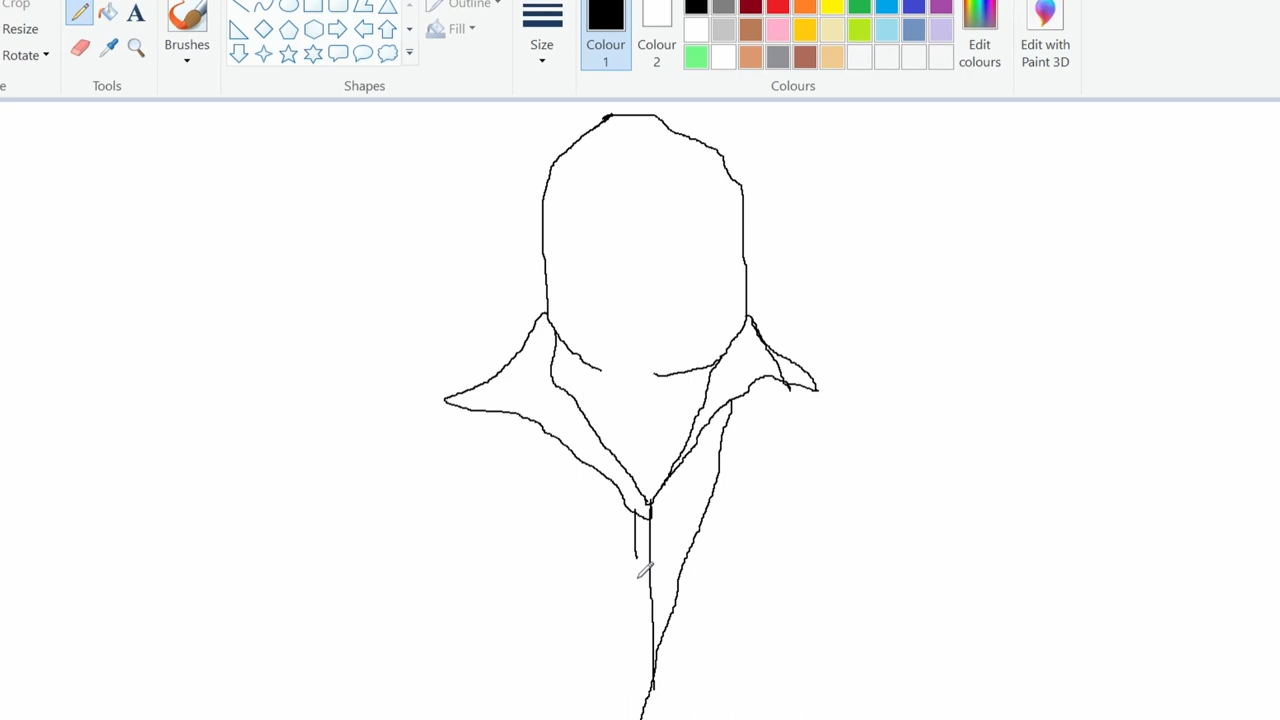 Crop
Resize
Rotate
A
Brushes
Outline
Fill
Size
Colour 1
Colour 2
Edit colours
Edit with Paint 3D
e
Tools
Shapes
Colours